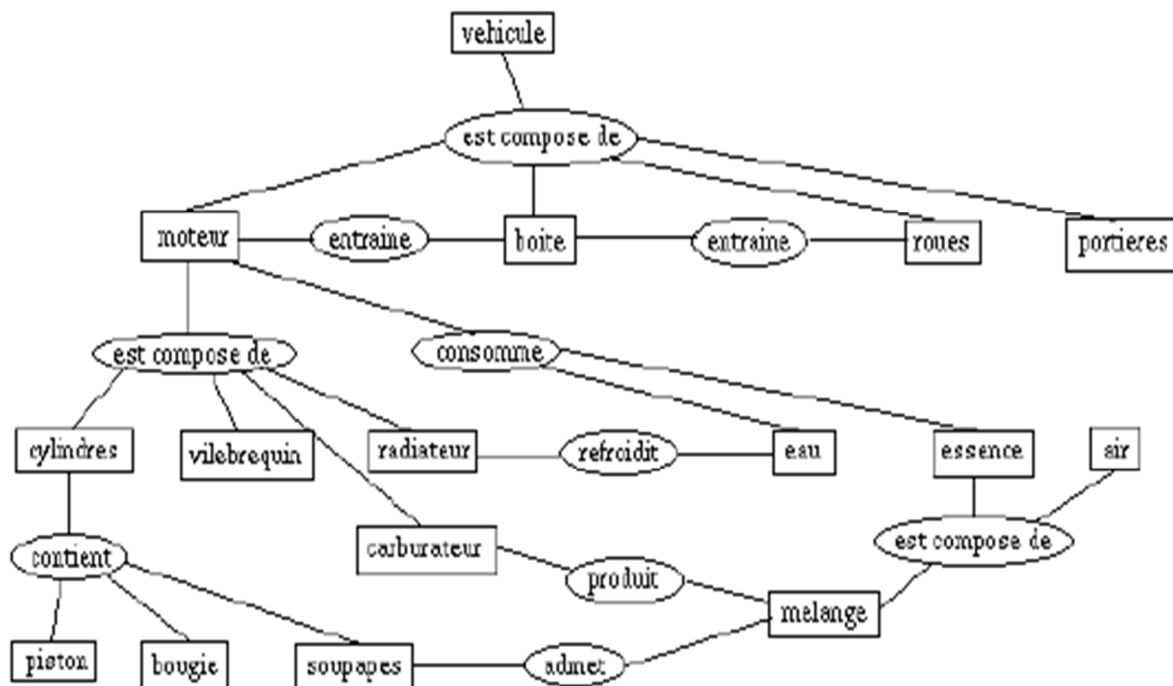 vehicule
est compose de
moteur
entraine
boite
entraine
roues
portieres
est compose de
consomme
cylindres
vilebrequin
radiateur
refroidit
eau
essence
air
contient
carburateur
est compose de
produit
melange
piston
bougie
soupapes
admet